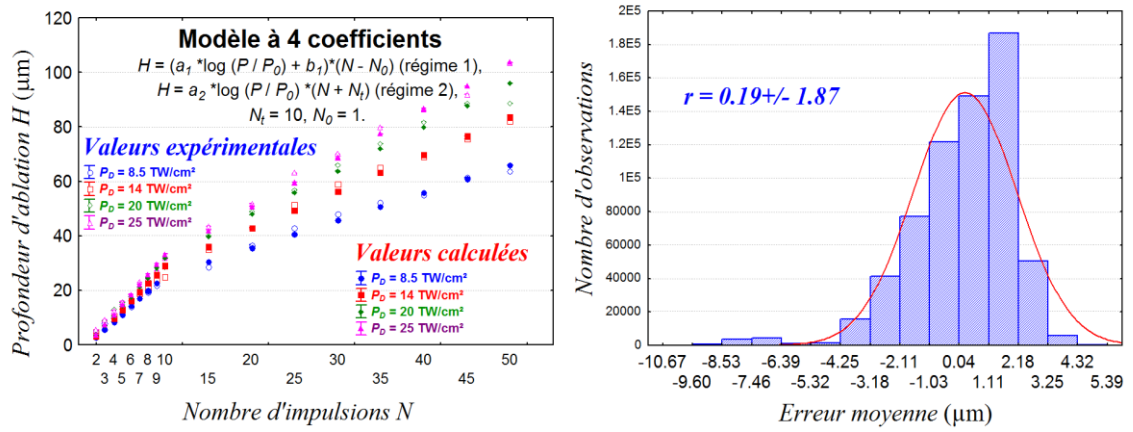 Modèle à 4 coefficients
H = (a1 *log (P / P0) + b1)*(N - N0) (régime 1),
H = a2 *log (P / P0) *(N + Nt) (régime 2),
Nt = 10, N0 = 1.
Valeurs expérimentales
PD = 8.5 TW/cm²
PD = 14 TW/cm²
PD = 20 TW/cm²
PD = 25 TW/cm²
Valeurs calculées
PD = 8.5 TW/cm²
PD = 14 TW/cm²
PD = 20 TW/cm²
PD = 25 TW/cm²
Profondeur d'ablation H (µm)
120
100
80
60
40
20
0
2 4 6 8 10 20 30 40 50
3 5 7 9 15 25 35 45
Nombre d'impulsions N
r = 0.19+/- 1.87
Nombre d'observations
2E5
1.8E5
1.6E5
1.4E5
1.2E5
1E5
80000
60000
40000
20000
0
-10.67 -8.53 -6.39 -4.25 -2.11 0.04 2.18 4.32
-9.60 -7.46 -5.32 -3.18 -1.03 1.11 3.25 5.39
Erreur moyenne (µm)